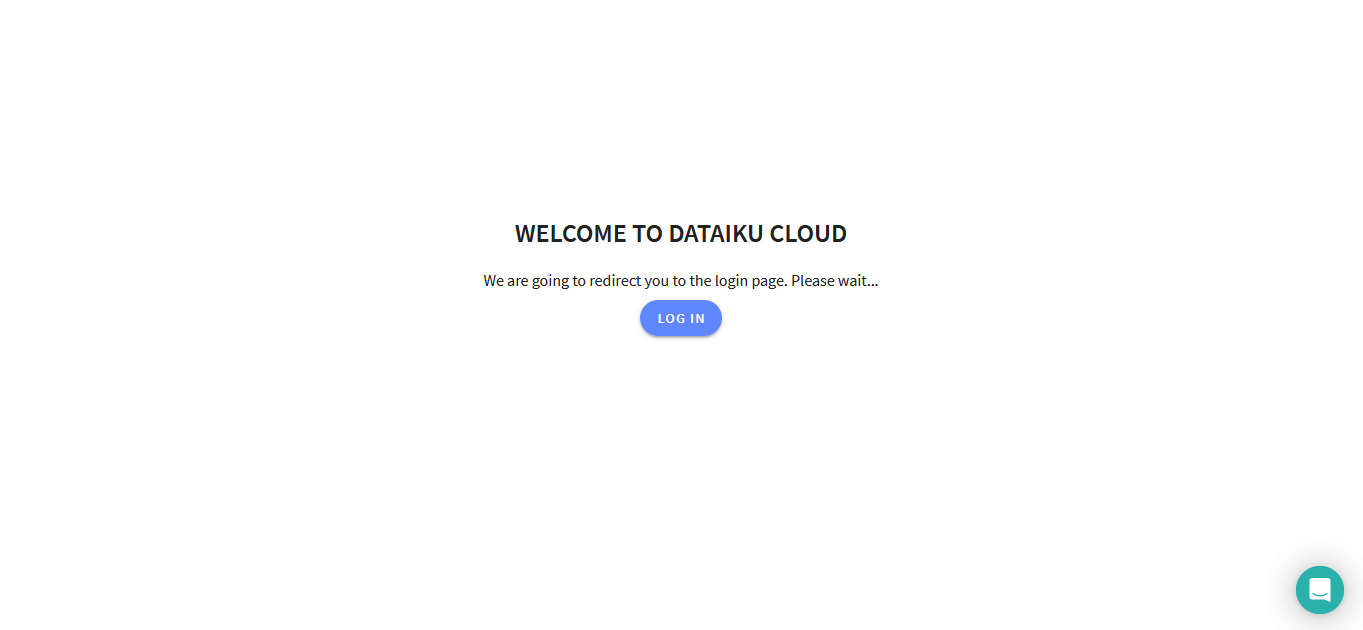 WELCOME TO DATAIKU CLOUD
We are going to redirect you to the login page. Please wait...
LOG IN